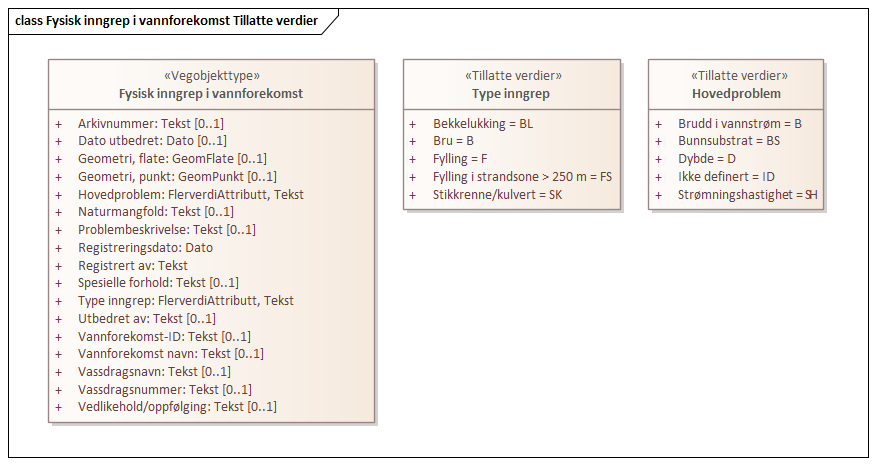 class Fysisk inngrep i vannforekomst Tillatte verdier
«Vegobjekttype»
Fysisk inngrep i vannforekomst
+ Arkivnummer: Tekst [0..1]
+ Dato utbedret: Dato [0..1]
+ Geometri, flate: GeomFlate [0..1]
+ Geometri, punkt: GeomPunkt [0..1]
+ Hovedproblem: FlerverdiAttributt, Tekst
+ Naturmangfold: Tekst [0..1]
+ Problembeskrivelse: Tekst [0..1]
+ Registreringsdato: Dato
+ Registrert av: Tekst
+ Spesielle forhold: Tekst [0..1]
+ Type inngrep: FlerverdiAttributt, Tekst
+ Utbedret av: Tekst [0..1]
+ Vannforekomst-ID: Tekst [0..1]
+ Vannforekomst navn: Tekst [0..1]
+ Vassdragsnavn: Tekst [0..1]
+ Vassdragsnummer: Tekst [0..1]
+ Vedlikehold/oppfølging: Tekst [0..1]
«Tillatte verdier»
Type inngrep
+ Bekkelukking = BL
+ Bru = B
+ Fylling = F
+ Fylling i strandsone > 250 m = FS
+ Stikkrenne/kulvert = SK
«Tillatte verdier»
Hovedproblem
+ Brudd i vannstrøm = B
+ Bunnsubstrat = BS
+ Dybde = D
+ Ikke definert = ID
+ Strømningshastighet = SH